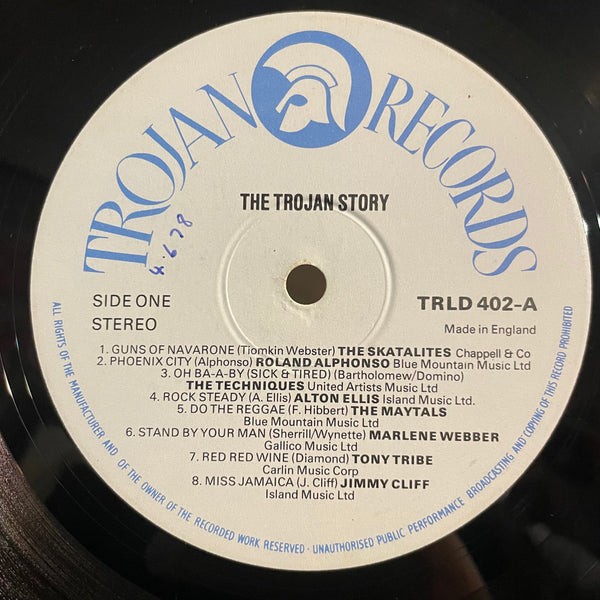 TROJAN RECORDS
THE TROJAN STORY
4.6.78
SIDE ONE
STEREO
TRLD 402-A
Made in England
1. GUNS OF NAVARONE (Tiomkin Webster) THE SKATALITES Chappell & Co
2. PHOENIX CITY (Alphonso) ROLAND ALPHONSO Blue Mountain Music Ltd
3. OH BA-A-BY (SICK & TIRED) (Bartholomew/Domino)
THE TECHNIQUES United Artists Music Ltd
4. ROCK STEADY (A. Ellis) ALTON ELLIS Island Music Ltd.
5. DO THE REGGAE (F. Hibbert) THE MAYTALS
Blue Mountain Music Ltd
6. STAND BY YOUR MAN (Sherrill/Wynette) MARLENE WEBBER
Gallico Music Ltd
7. RED RED WINE (Diamond) TONY TRIBE
Carlin Music Corp
8. MISS JAMAICA (J. Cliff) JIMMY CLIFF
Island Music Ltd
ALL RIGHTS OF THE MANUFACTURER AND OF THE OWNER OF THE RECORDED WORK RESERVED · UNAUTHORISED PUBLIC PERFORMANCE BROADCASTING AND COPYING OF THIS RECORD PROHIBITED